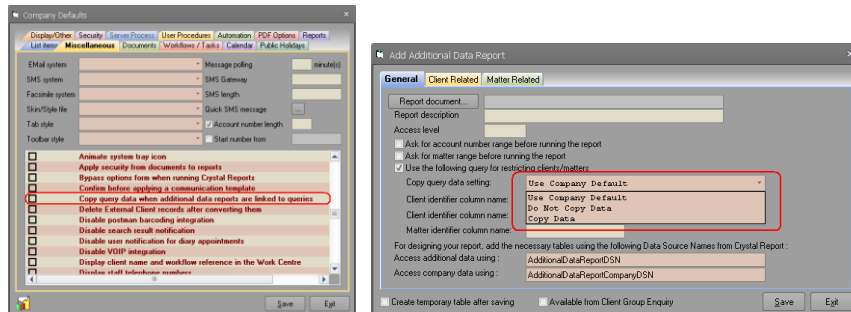 Company Defaults
Display/Other Security Server Process User Procedures Automation PDF Options Reports
List items Miscellaneous Documents Workflows / Tasks Calendar Public Holidays
EMail system Message polling minute(s)
SMS system SMS Gateway
Facsimile system SMS length
Skin/Style file Quick SMS message ...
Tab style Account number length
Toolbar style Start number from
Animate system tray icon
Apply security from documents to reports
Bypass options form when running Crystal Reports
Confirm before applying a communication template
Copy query data when additional data reports are linked to queries
Delete External Client records after converting them
Disable postman barcoding integration
Disable search result notification
Disable user notification for diary appointments
Disable VOIP integration
Display client name and workflow reference in the Work Centre
Display staff telephone numbers
Save Exit
Add Additional Data Report
General Client Related Matter Related
Report document...
Report description
Access level
Ask for account number range before running the report
Ask for matter range before running the report
Use the following query for restricting clients/matters
Copy query data setting: Use Company Default
Client identifier column name: Use Company Default
Do Not Copy Data
Client identifier column name: Copy Data
Matter identifier column name:
For designing your report, add the necessary tables using the following Data Source Names from Crystal Report :
Access additional data using : AdditionalDataReportDSN
Access company data using : AdditionalDataReportCompanyDSN
Create temporary table after saving Available from Client Group Enquiry Save Exit